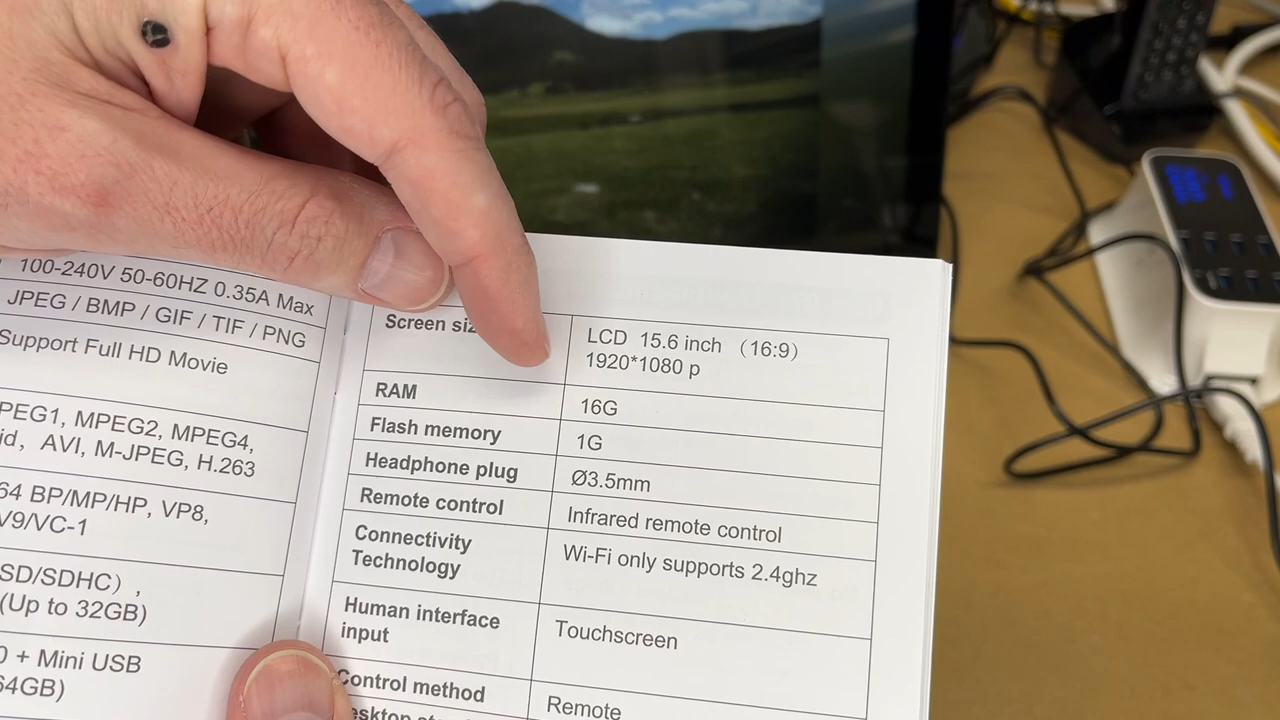 100-240V 50-60HZ 0.35A Max
JPEG / BMP / GIF / TIF / PNG
Support Full HD Movie
MPEG2, MPEG4,
AVI, M-JPEG, H.263
BP/MP/HP, VP8,
V9/VC-1
SD/SDHC),
(Up to 32GB)
+ Mini USB
64GB)
Screen
LCD 15.6 inch (16:9)
1920*1080 p
RAM
16G
Flash memory
1G
Headphone plug
Ø3.5mm
Remote control
Infrared remote control
Connectivity
Technology
Wi-Fi only supports 2.4ghz
Human interface
input
Touchscreen
Control method
Remote